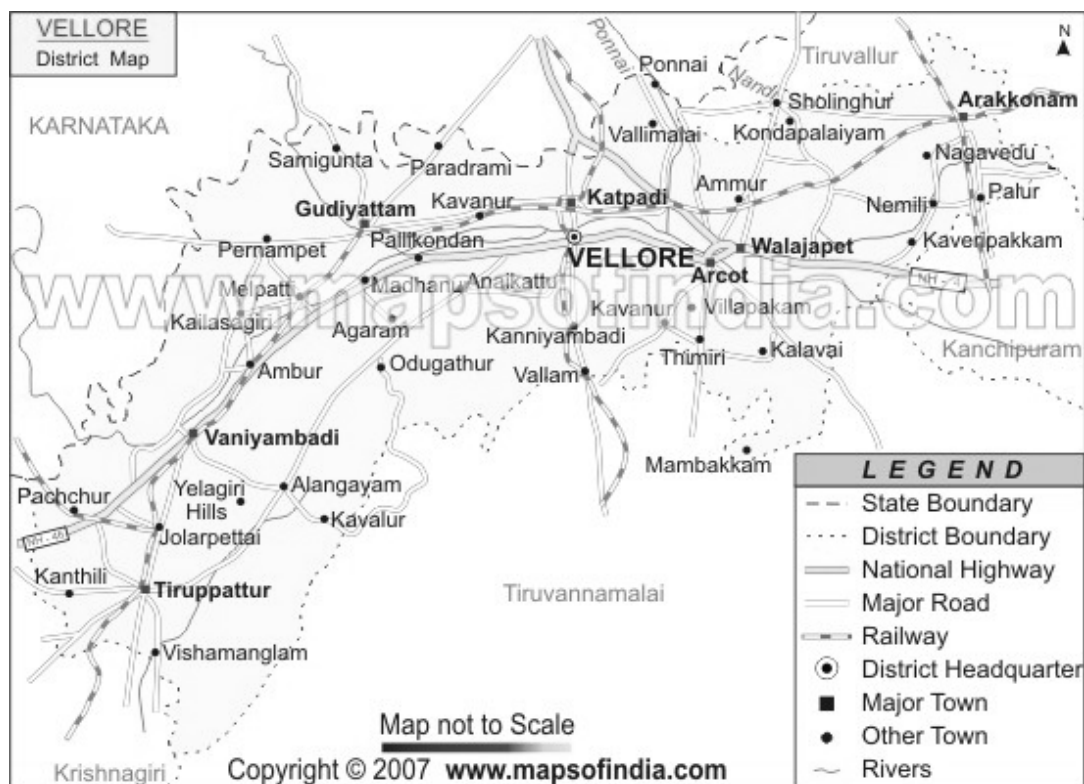 VELLORE
District Map
N
KARNATAKA
Tiruvallur
Ponnai
Ponnai
Nandi
Sholinghur
Arakkonam
Vallimalai
Kondapalaiyam
Samigunta
Paradrami
Nagavedu
Kavanur
Katpadi
Ammur
Palur
Gudiyattam
Nemili
Pernampet
Pallikondan
VELLORE
Walajapet
Kaveripakkam
Arcot
NH - 4
www.mapsofindia.com
Melpatti
Madhanur
Anaikattu
Kavanur
Villapakam
Kailasagiri
Agaram
Kanniyambadi
Thimiri
Kalavai
Kanchipuram
Ambur
Odugathur
Vallam
Vaniyambadi
Mambakkam
Pachchur
Yelagiri
Hills
Alangayam
Kavalur
NH - 46
Jolarpettai
Kanthili
Tiruppattur
Tiruvannamalai
Vishamanglam
Krishnagiri
LEGEND
State Boundary
District Boundary
National Highway
Major Road
Railway
District Headquarter
Major Town
Other Town
Rivers
Map not to Scale
Copyright © 2007 www.mapsofindia.com